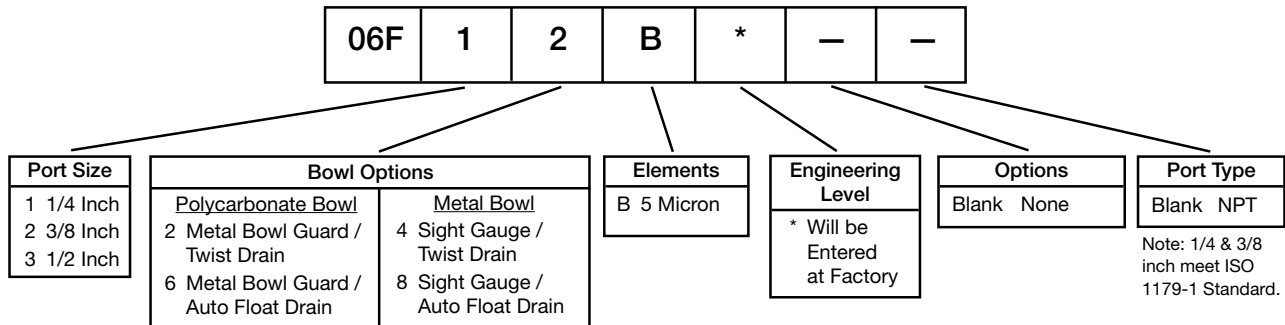 06F 1 2 B * — —
Port Size
1 1/4 Inch
2 3/8 Inch
3 1/2 Inch
Bowl Options
Polycarbonate Bowl
2 Metal Bowl Guard /
Twist Drain
6 Metal Bowl Guard /
Auto Float Drain
Metal Bowl
4 Sight Gauge /
Twist Drain
8 Sight Gauge /
Auto Float Drain
Elements
B 5 Micron
Engineering
Level
* Will be
Entered
at Factory
Options
Blank None
Port Type
Blank NPT
Note: 1/4 & 3/8
inch meet ISO
1179-1 Standard.